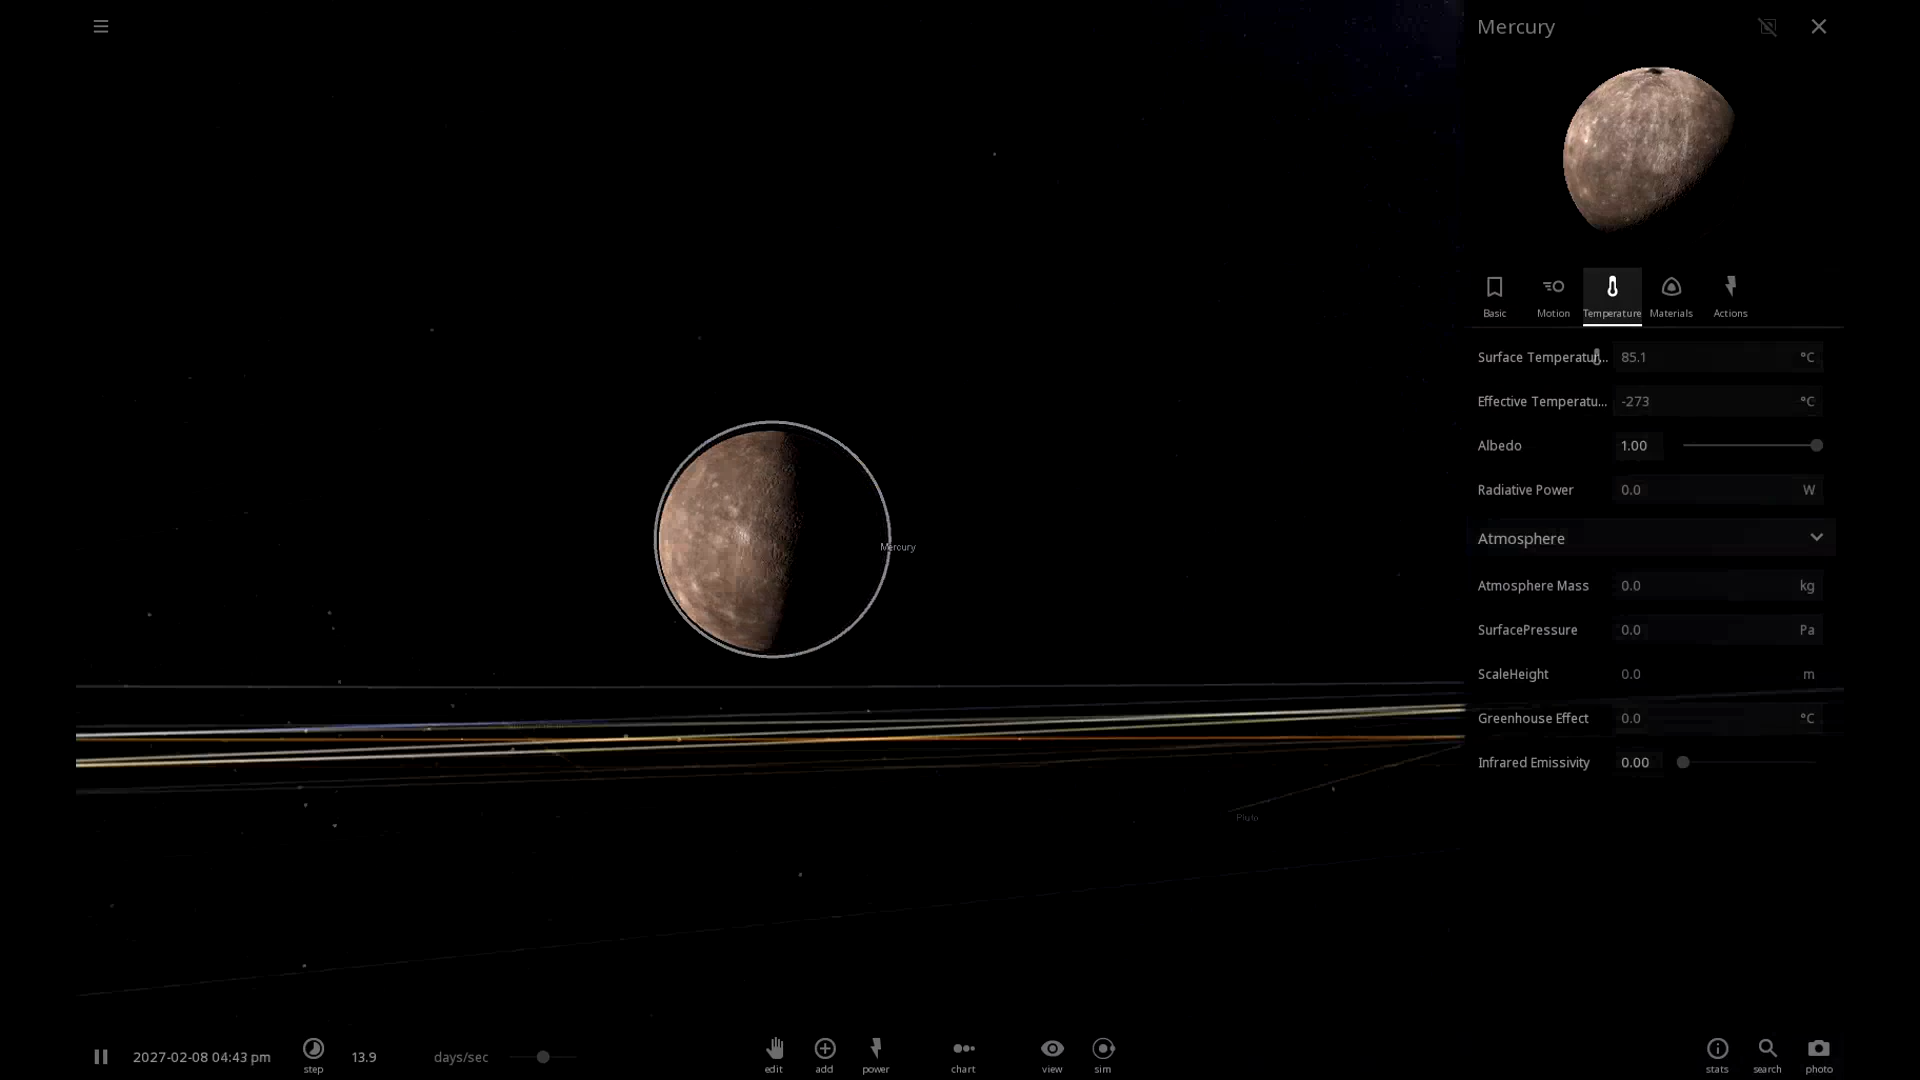 Mercury
Basic
Motion
Temperature
Materials
Actions
Surface Temperatur... 85.1 °C
Effective Temperatu... -273 °C
Albedo 1.00
Radiative Power 0.0 W
Atmosphere
Atmosphere Mass 0.0 kg
SurfacePressure 0.0 Pa
ScaleHeight 0.0 m
Greenhouse Effect 0.0 °C
Infrared Emissivity 0.00
Mercury
Pluto
2027-02-08 04:43 pm
step
13.9 days/sec
edit
add
power
chart
view
sim
stats
search
photo